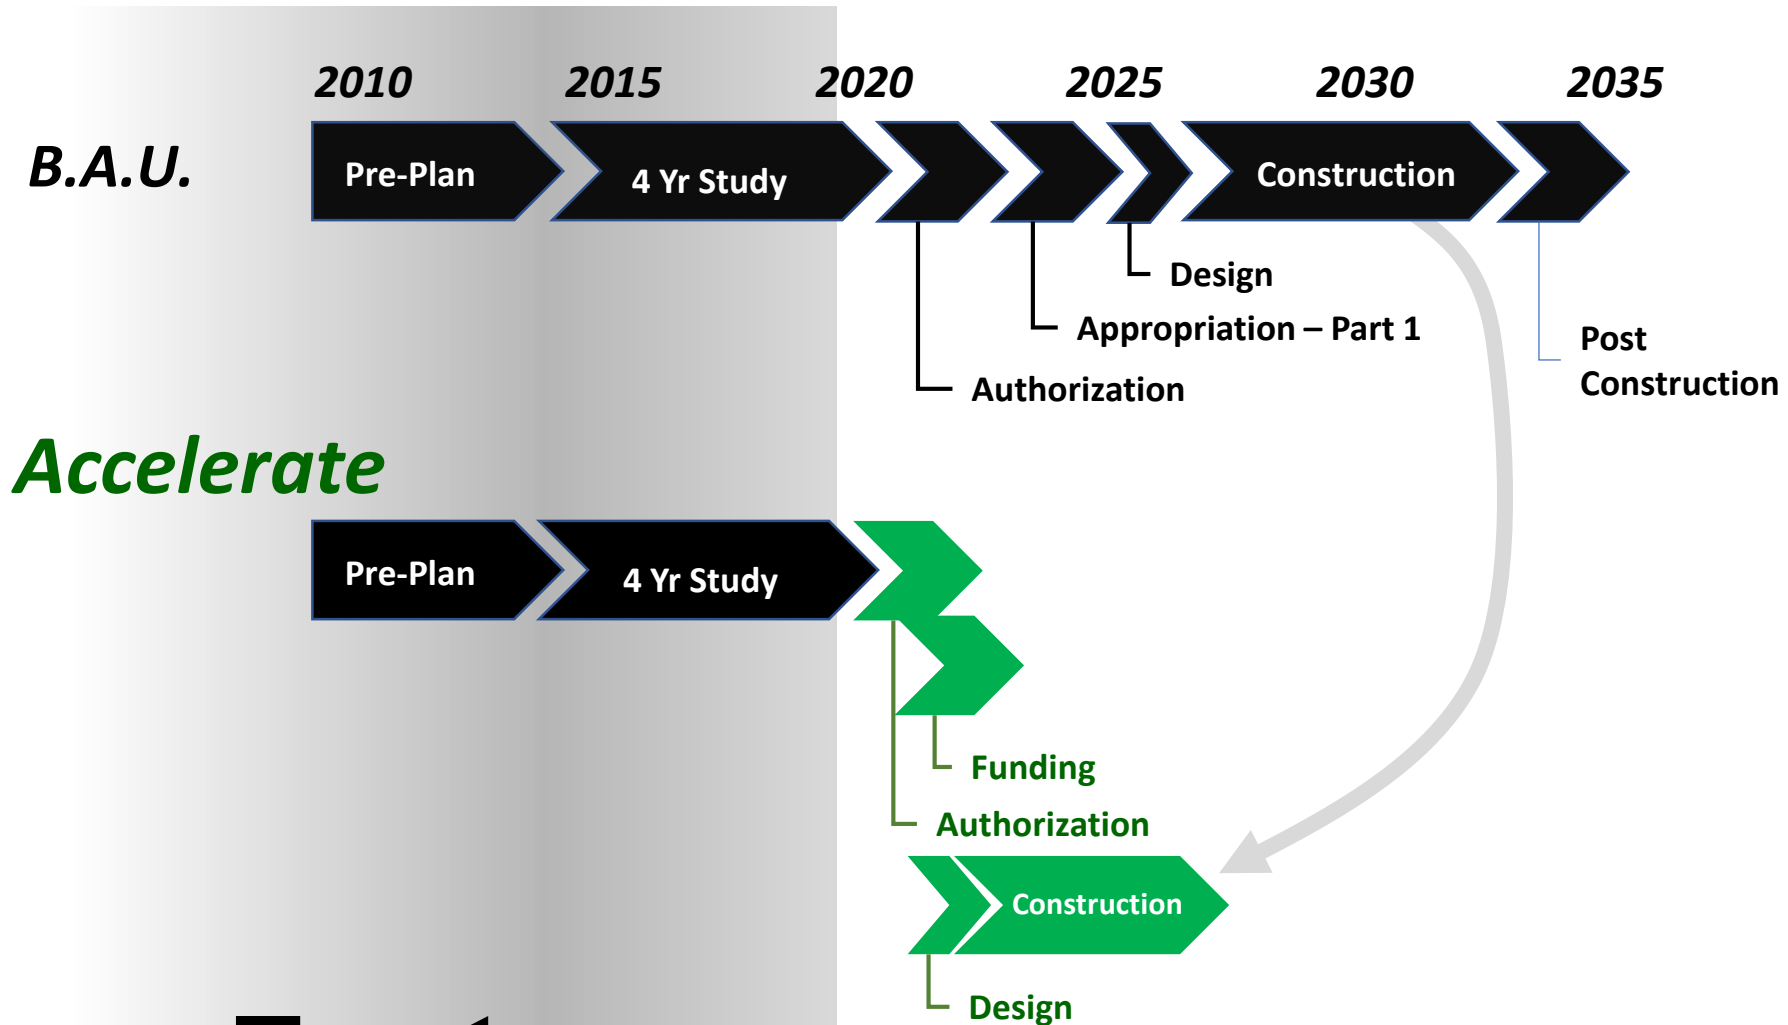 2010 2015 2020 2025 2030 2035
B.A.U.
Pre-Plan
4 Yr Study
Construction
Design
Appropriation – Part 1
Authorization
Post
Construction
Accelerate
Pre-Plan
4 Yr Study
Funding
Authorization
Construction
Design